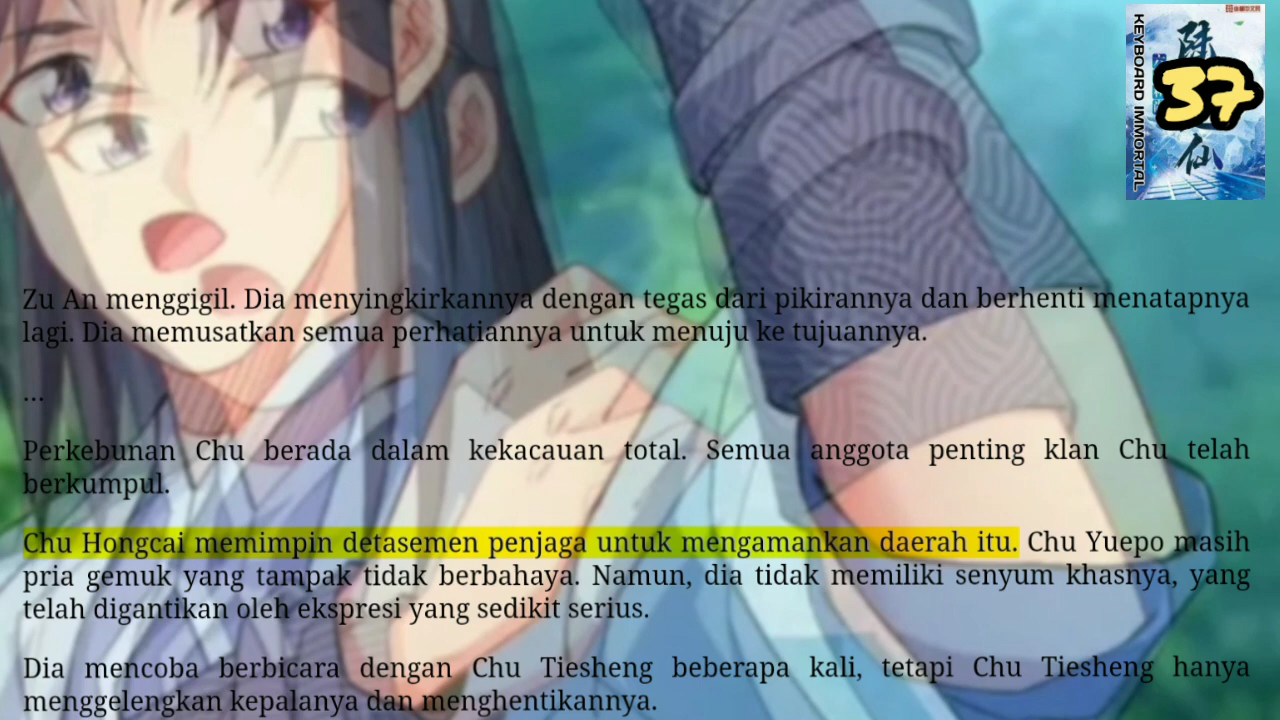 KEYBOARD IMMORTAL
陆
37
仙
Zu An menggigil. Dia menyingkirkannya dengan tegas dari pikirannya dan berhenti menatapnya
lagi. Dia memusatkan semua perhatiannya untuk menuju ke tujuannya.
...
Perkebunan Chu berada dalam kekacauan total. Semua anggota penting klan Chu telah
berkumpul.
Chu Hongcai memimpin detasemen penjaga untuk mengamankan daerah itu. Chu Yuepo masih
pria gemuk yang tampak tidak berbahaya. Namun, dia tidak memiliki senyum khasnya, yang
telah digantikan oleh ekspresi yang sedikit serius.
Dia mencoba berbicara dengan Chu Tiesheng beberapa kali, tetapi Chu Tiesheng hanya
menggelengkan kepalanya dan menghentikannya.